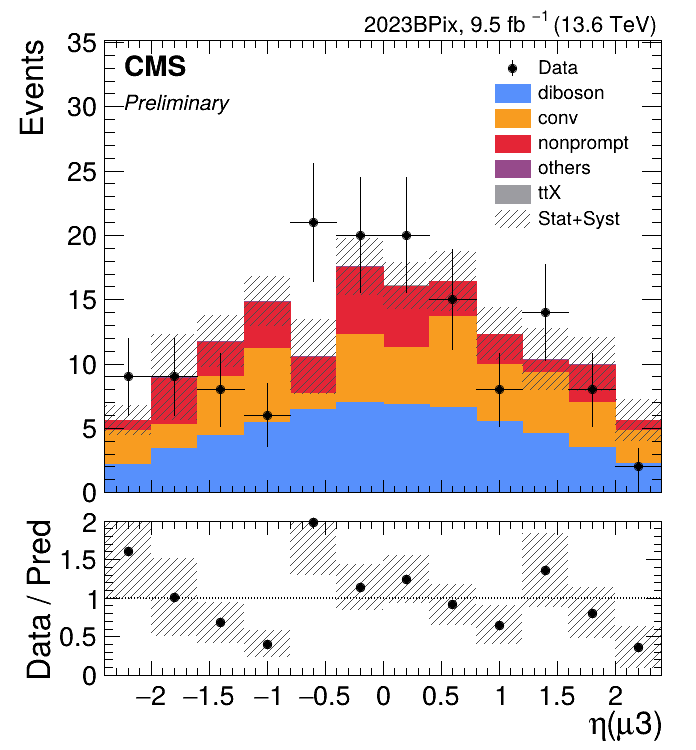 2023BPix, 9.5 fb⁻¹ (13.6 TeV)
CMS
Preliminary
Events
35
30
25
20
15
10
5
0
Data
diboson
conv
nonprompt
others
ttX
Stat+Syst
Data / Pred
2
1.5
1
0.5
0
−2 −1.5 −1 −0.5 0 0.5 1 1.5 2
η(μ3)